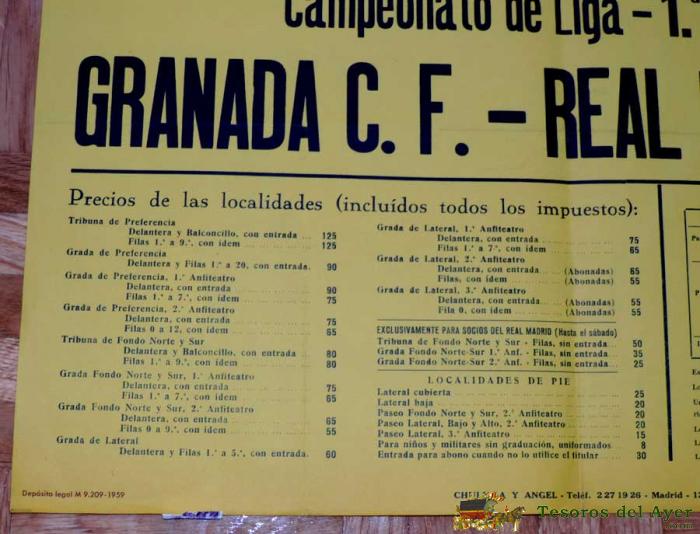 Campeonato de Liga - 1.ª
GRANADA C. F. - REAL
Precios de las localidades (incluídos todos los impuestos):
Tribuna de Preferencia
Delantera y Balconcillo, con entrada ... 125
Filas 1.ª a 9.ª, con idem ... 125
Grada de Preferencia
Delantera y Filas 1.ª a 20, con entrada. 90
Grada de Preferencia, 1.º Anfiteatro
Delantera, con entrada ... 90
Filas 1.ª a 7.ª, con idem ... 75
Grada de Preferencia, 2.º Anfiteatro
Delantera, con entrada ... 75
Filas 0 a 12, con idem ... 65
Tribuna de Fondo Norte y Sur
Delantera y Balconcillo, con entrada ... 80
Filas 1.ª a 9.ª, con idem ... 80
Grada Fondo Norte y Sur, 1.º Anfiteatro
Delantera, con entrada ... 75
Filas 1.ª a 7.ª, con idem ... 65
Grada Fondo Norte y Sur, 2.º Anfiteatro
Delantera, con entrada ... 65
Filas 0 a 9.ª, con idem ... 55
Grada de Lateral
Delantera y Filas 1.ª a 5.ª, con entrada. 60
Grada de Lateral, 1.º Anfiteatro
Delantera, con entrada ... 75
Filas 1.ª a 7.ª, con idem ... 65
Grada de Lateral, 2.º Anfiteatro
Delantera, con entrada ... (Abonadas) 65
Filas, con idem ... (Abonadas) 55
Grada de Lateral, 3.º Anfiteatro
Delantera, con entrada ... (Abonadas) 55
Fila 0, con idem ... (Abonadas) 55
EXCLUSIVAMENTE PARA SOCIOS DEL REAL MADRID (Hasta el sábado)
Tribuna de Fondo Norte y Sur - Filas, sin entrada ... 50
Grada Fondo Norte-Sur 1.º Anf. - Filas, sin entrada ... 35
Grada Fondo Norte-Sur 2.º Anf. - Filas, sin entrada ... 25
LOCALIDADES DE PIE
Lateral cubierta ... 25
Lateral baja ... 20
Paseo Fondo Norte y Sur, 2.º Anfiteatro ... 20
Paseo Lateral, Bajo y Alto, 2.º Anfiteatro ... 20
Paseo Lateral, 3.º Anfiteatro ... 15
Para niños y militares sin graduación, uniformados ... 8
Entrada para abono cuando no lo utilice el titular ... 30
Depósito legal M 9.209-1959
Y ANGEL - Teléf. 2 27 19 26 - Madrid
Tesoros del Ayer
.com